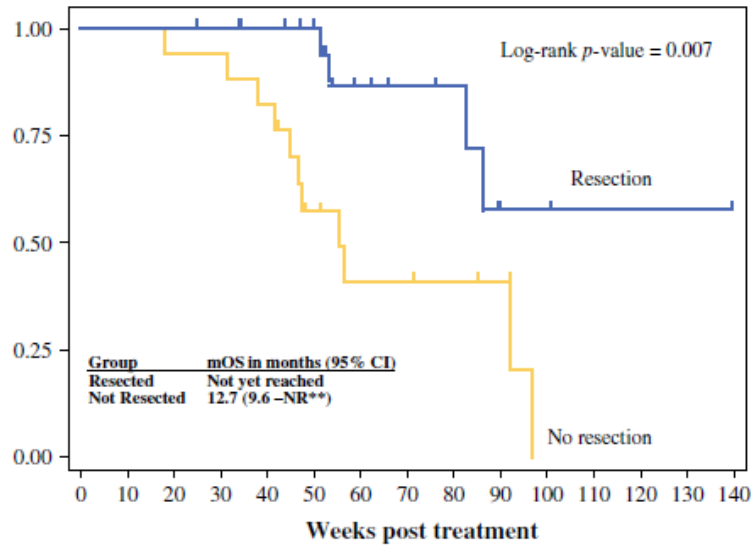 1.00
Log-rank p-value = 0.007
0.75
Resection
0.50
0.25
Group mOS in months (95% CI)
Resected Not yet reached
Not Resected 12.7 (9.6 –NR**)
No resection
0.00
0 10 20 30 40 50 60 70 80 90 100 110 120 130 140
Weeks post treatment